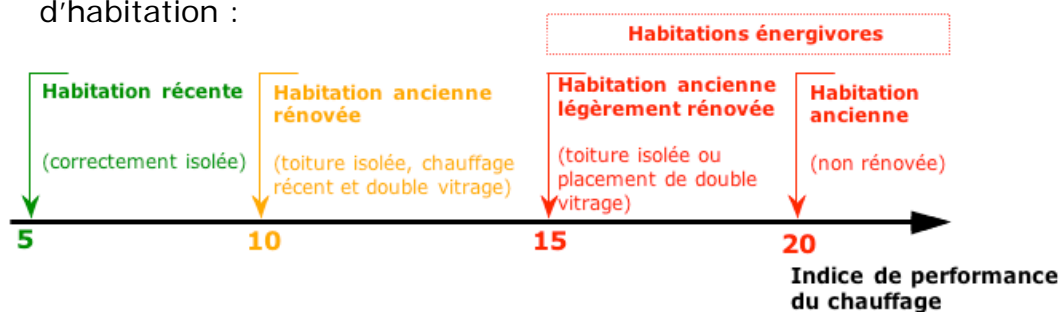 d'habitation :
Habitations énergivores
Habitation récente
(correctement isolée)
Habitation ancienne
rénovée
(toiture isolée, chauffage
récent et double vitrage)
Habitation ancienne
légèrement rénovée
(toiture isolée ou
placement de double
vitrage)
Habitation
ancienne
(non rénovée)
5
10
15
20
Indice de performance
du chauffage